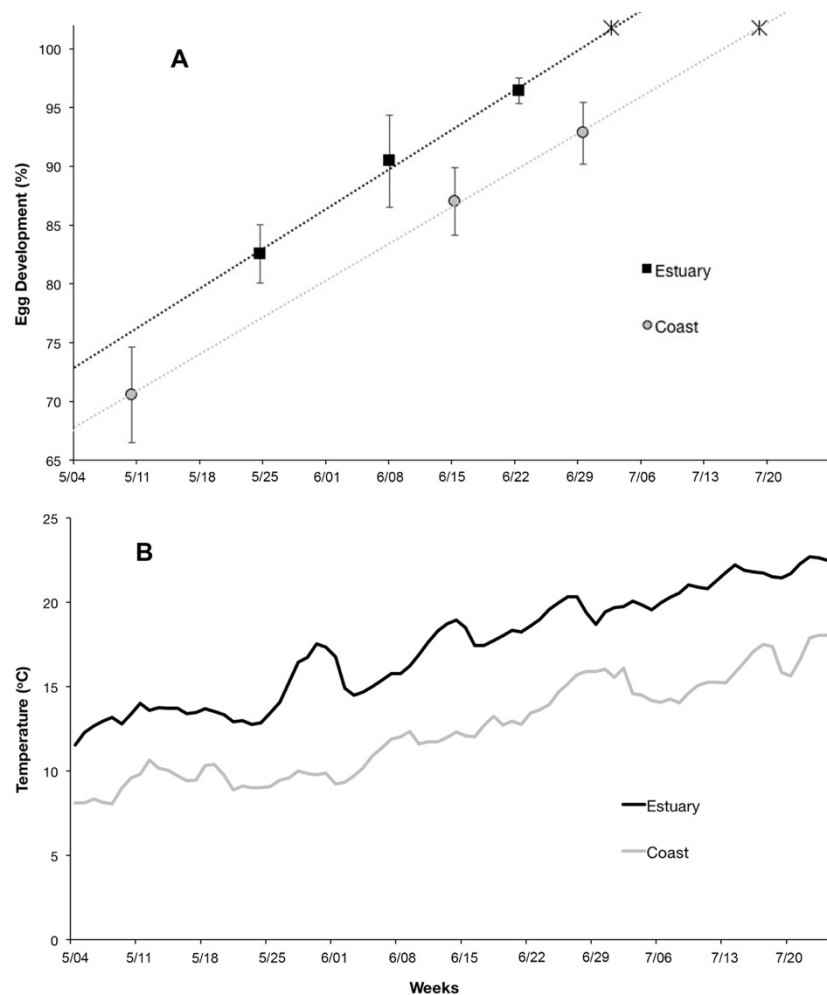 A
100
95
90
85
80
75
70
65
Egg Development (%)
Estuary
Coast
5/04 5/11 5/18 5/25 6/01 6/08 6/15 6/22 6/29 7/06 7/13 7/20
B
25
20
15
10
5
0
Temperature (°C)
Estuary
Coast
5/04 5/11 5/18 5/25 6/01 6/08 6/15 6/22 6/29 7/06 7/13 7/20
Weeks